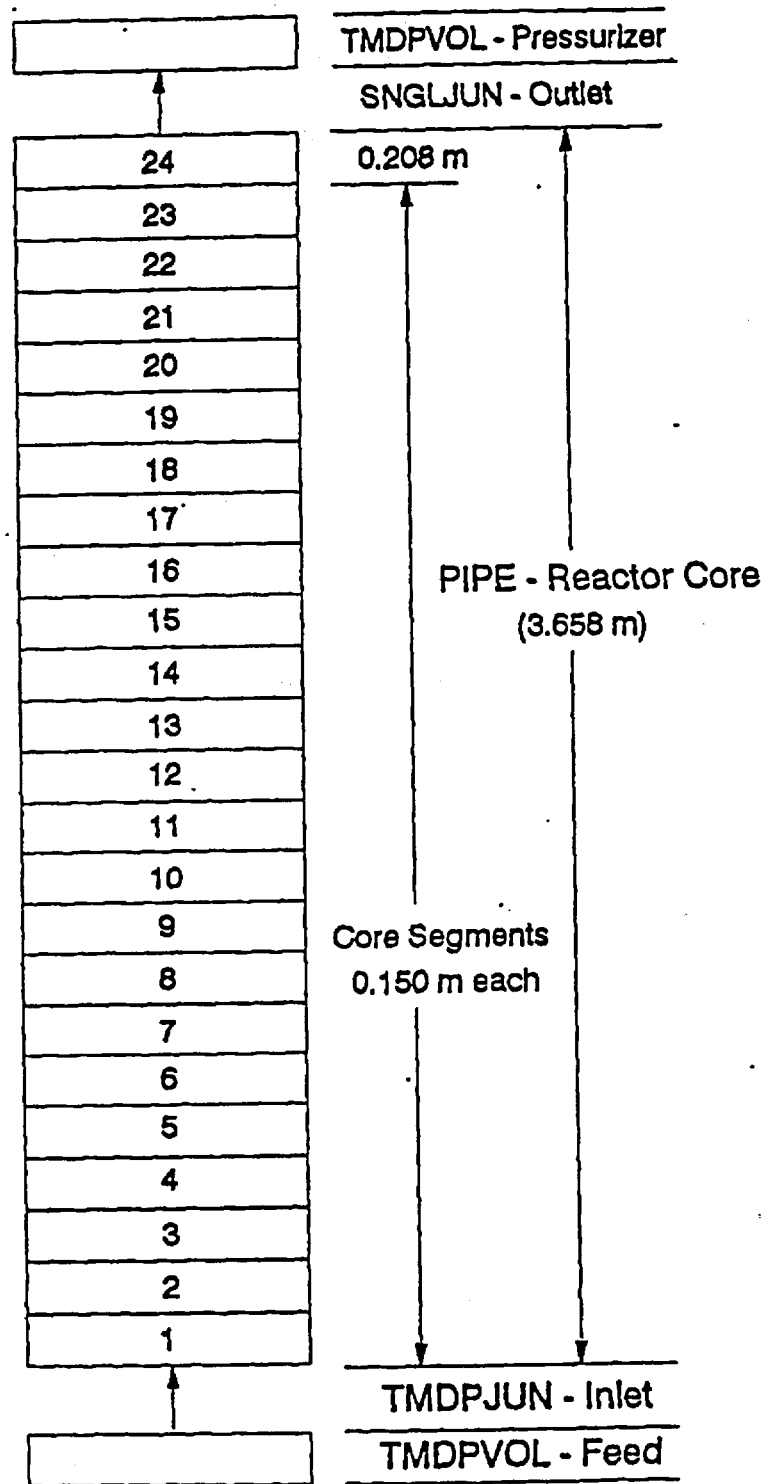 TMDPVOL - Pressurizer
SNGLJUN - Outlet
24
0.208 m
23
22
21
20
19
18
17
16
PIPE - Reactor Core
(3.658 m)
15
14
13
12
11
10
9
Core Segments
0.150 m each
8
7
6
5
4
3
2
1
TMDPJUN - Inlet
TMDPVOL - Feed